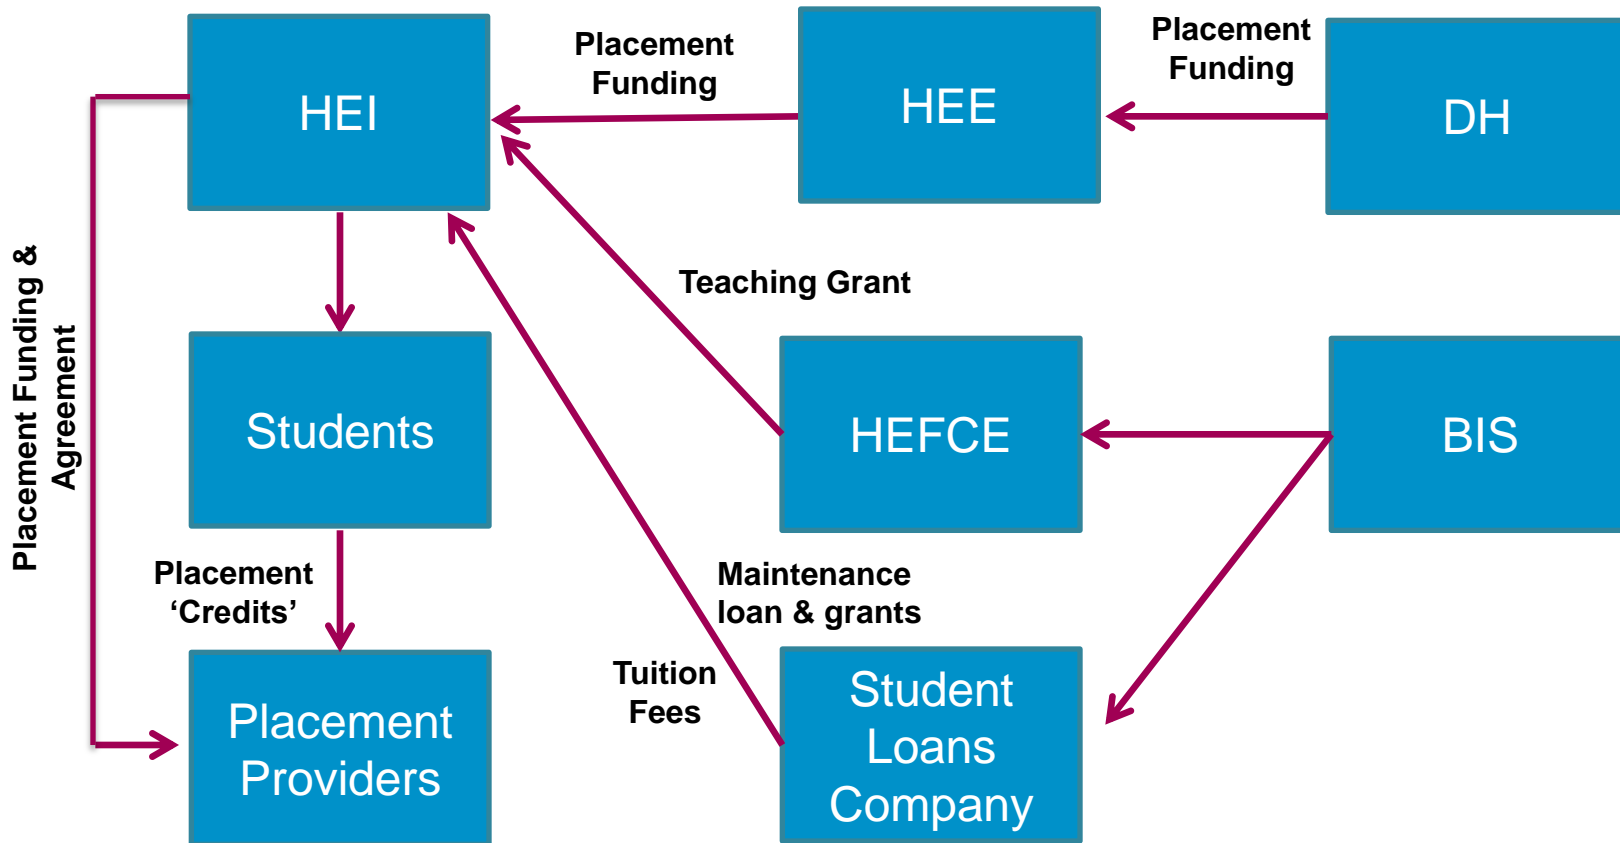 Placement
Funding
Placement
Funding
HEI
HEE
DH
Placement Funding &
Agreement
Teaching Grant
Students
HEFCE
BIS
Placement
‘Credits’
Maintenance
loan & grants
Tuition
Fees
Placement
Providers
Student
Loans
Company